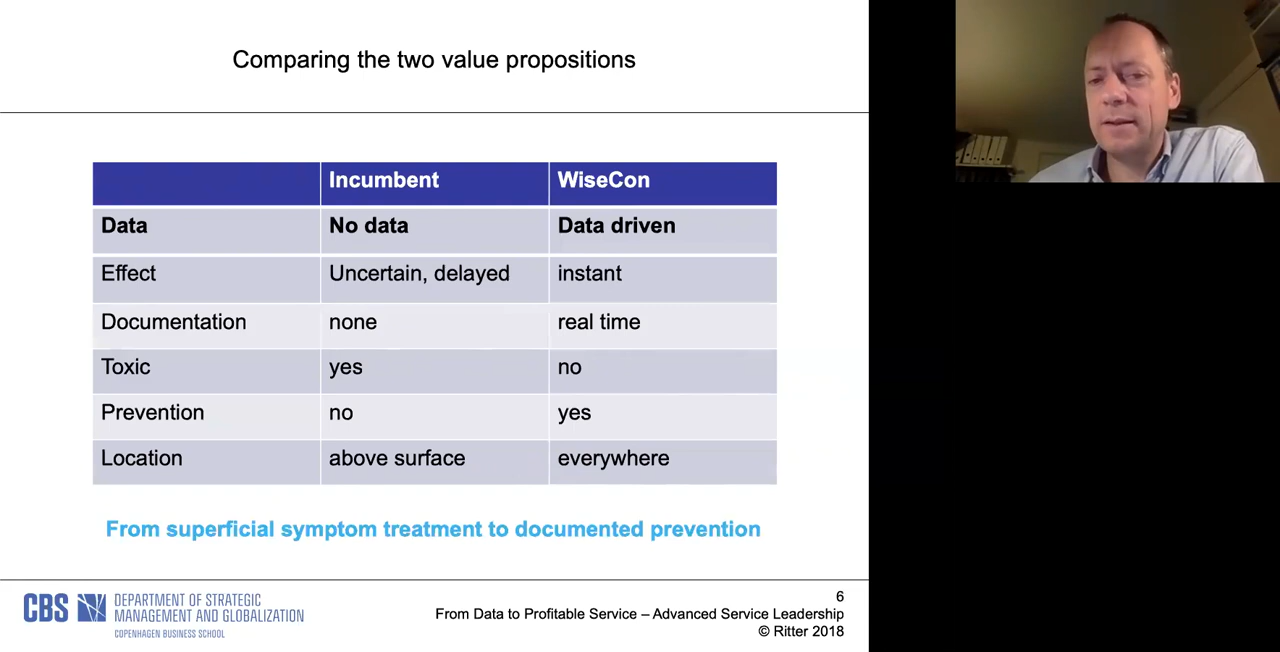 Comparing the two value propositions
Incumbent WiseCon
Data No data Data driven
Effect Uncertain, delayed instant
Documentation none real time
Toxic yes no
Prevention no yes
Location above surface everywhere
From superficial symptom treatment to documented prevention
CBS DEPARTMENT OF STRATEGIC
MANAGEMENT AND GLOBALIZATION
COPENHAGEN BUSINESS SCHOOL
6
From Data to Profitable Service – Advanced Service Leadership
© Ritter 2018